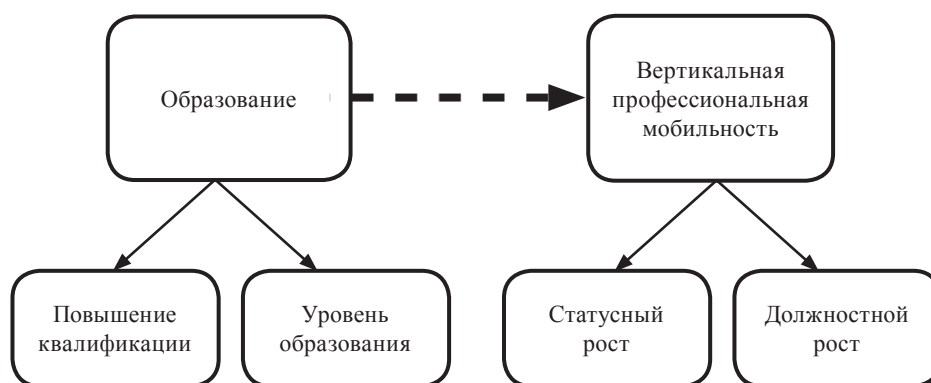 Образование
Вертикальная
профессиональная
мобильность
Повышение
квалификации
Уровень
образования
Статусный
рост
Должностной
рост